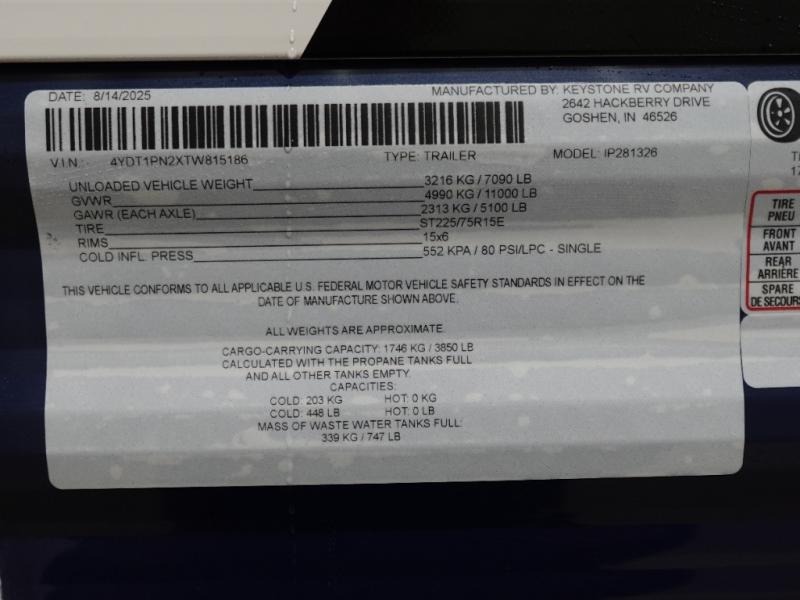 DATE: 8/14/2025
MANUFACTURED BY: KEYSTONE RV COMPANY
2642 HACKBERRY DRIVE
GOSHEN, IN 46526
V.I.N.: 4YDT1PN2XTW815186 TYPE: TRAILER MODEL: IP281326
UNLOADED VEHICLE WEIGHT 3216 KG / 7090 LB
GVWR 4990 KG / 11000 LB
GAWR (EACH AXLE) 2313 KG / 5100 LB
TIRE ST225/75R15E
RIMS 15x6
COLD INFL. PRESS 552 KPA / 80 PSI/LPC - SINGLE
THIS VEHICLE CONFORMS TO ALL APPLICABLE U.S. FEDERAL MOTOR VEHICLE SAFETY STANDARDS IN EFFECT ON THE
DATE OF MANUFACTURE SHOWN ABOVE.
ALL WEIGHTS ARE APPROXIMATE.
CARGO-CARRYING CAPACITY: 1746 KG / 3850 LB
CALCULATED WITH THE PROPANE TANKS FULL
AND ALL OTHER TANKS EMPTY.
CAPACITIES:
COLD: 203 KG HOT: 0 KG
COLD: 448 LB HOT: 0 LB
MASS OF WASTE WATER TANKS FULL:
339 KG / 747 LB
TIRE
PNEU
FRONT
AVANT
REAR
ARRIÈRE
SPARE
DE SECOURS